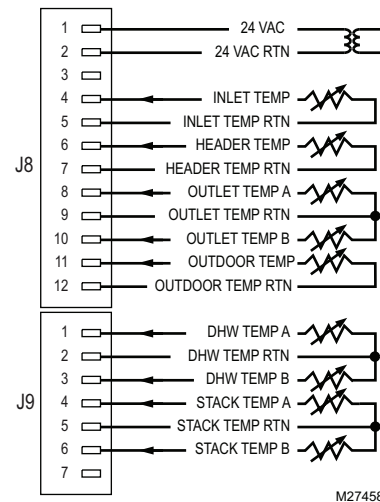 J8
1 24 VAC
2 24 VAC RTN
3
4 INLET TEMP
5 INLET TEMP RTN
6 HEADER TEMP
7 HEADER TEMP RTN
8 OUTLET TEMP A
9 OUTLET TEMP RTN
10 OUTLET TEMP B
11 OUTDOOR TEMP
12 OUTDOOR TEMP RTN
J9
1 DHW TEMP A
2 DHW TEMP RTN
3 DHW TEMP B
4 STACK TEMP A
5 STACK TEMP RTN
6 STACK TEMP B
7
M27458